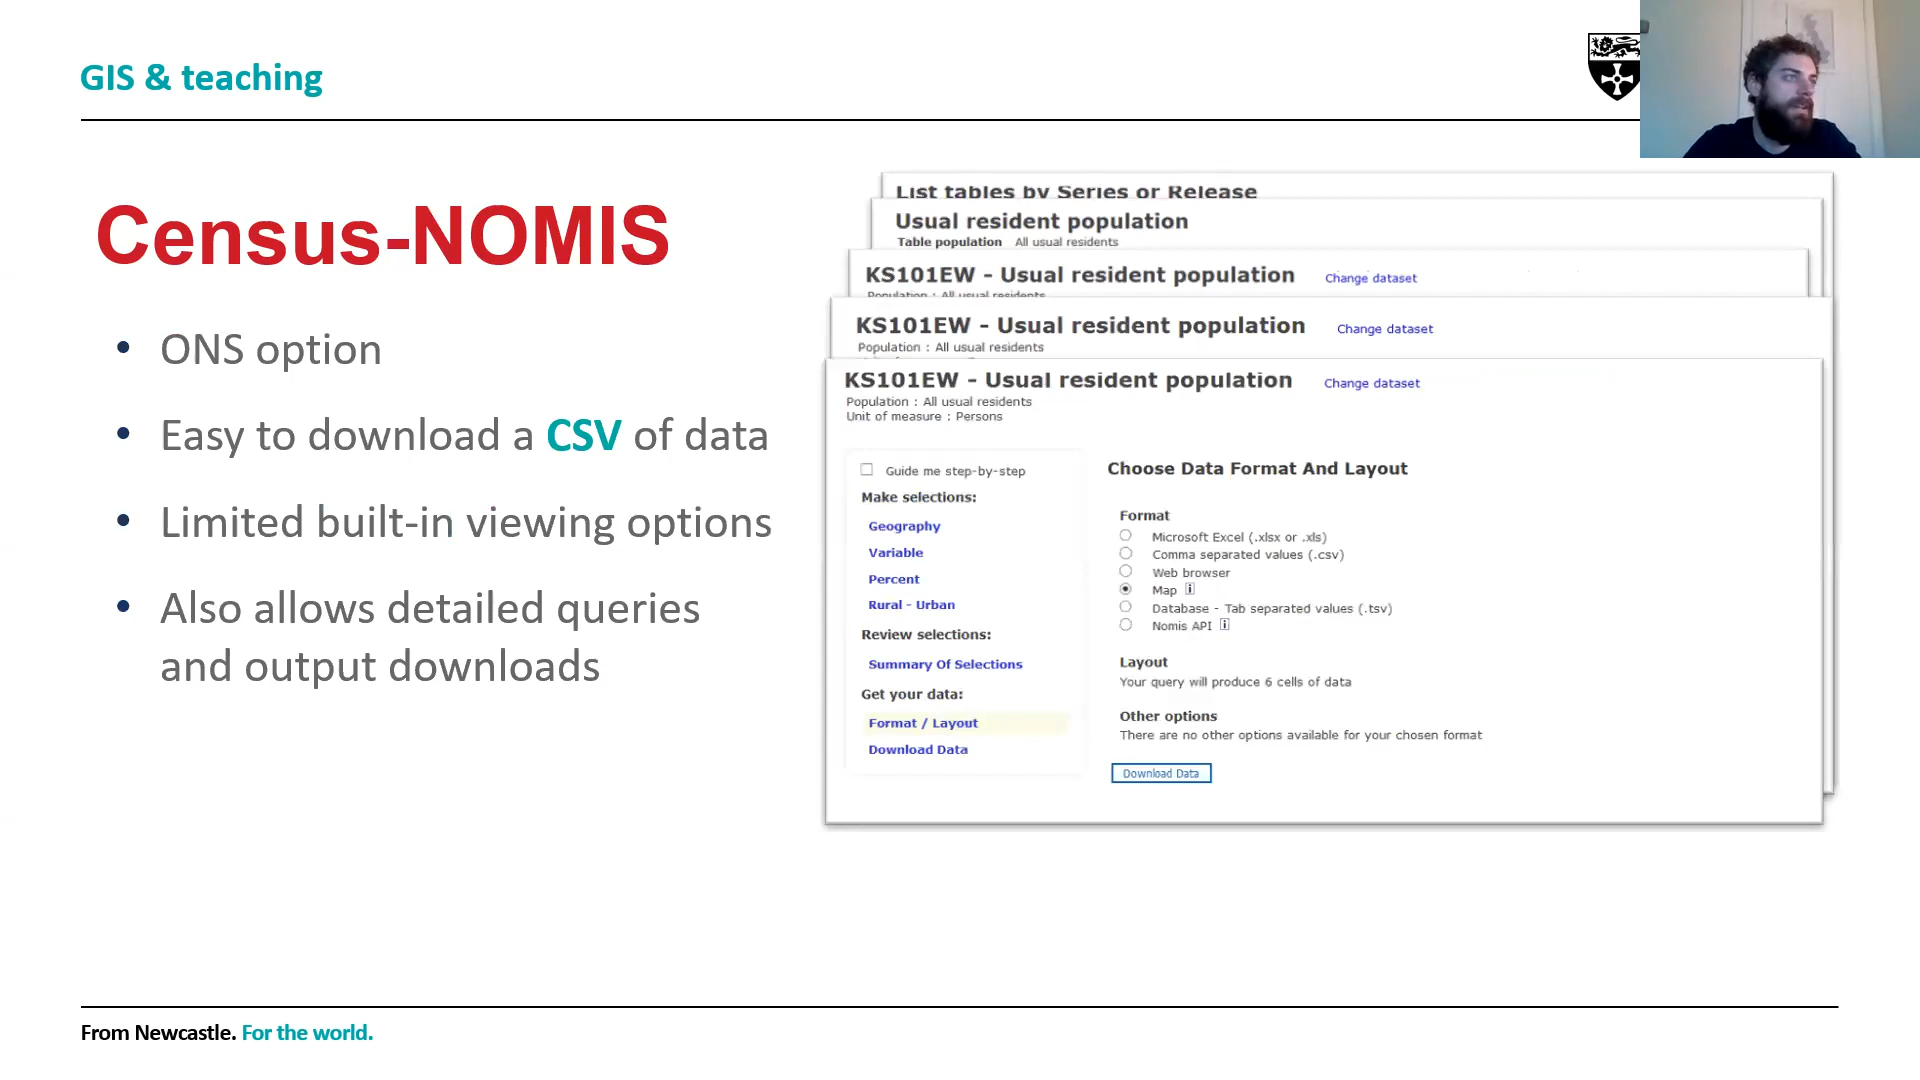 GIS & teaching
Census-NOMIS
• ONS option
• Easy to download a CSV of data
• Limited built-in viewing options
• Also allows detailed queries
and output downloads
List tables by Series or Release
Usual resident population
Table population All usual residents
KS101EW - Usual resident population Change dataset
Population : All usual residents
KS101EW - Usual resident population Change dataset
Population : All usual residents
KS101EW - Usual resident population Change dataset
Population : All usual residents
Unit of measure : Persons
Guide me step-by-step
Make selections:
Geography
Variable
Percent
Rural - Urban
Review selections:
Summary Of Selections
Get your data:
Format / Layout
Download Data
Choose Data Format And Layout
Format
Microsoft Excel (.xlsx or .xls)
Comma separated values (.csv)
Web browser
Map i
Database - Tab separated values (.tsv)
Nomis API i
Layout
Your query will produce 6 cells of data
Other options
There are no other options available for your chosen format
Download Data
From Newcastle. For the world.